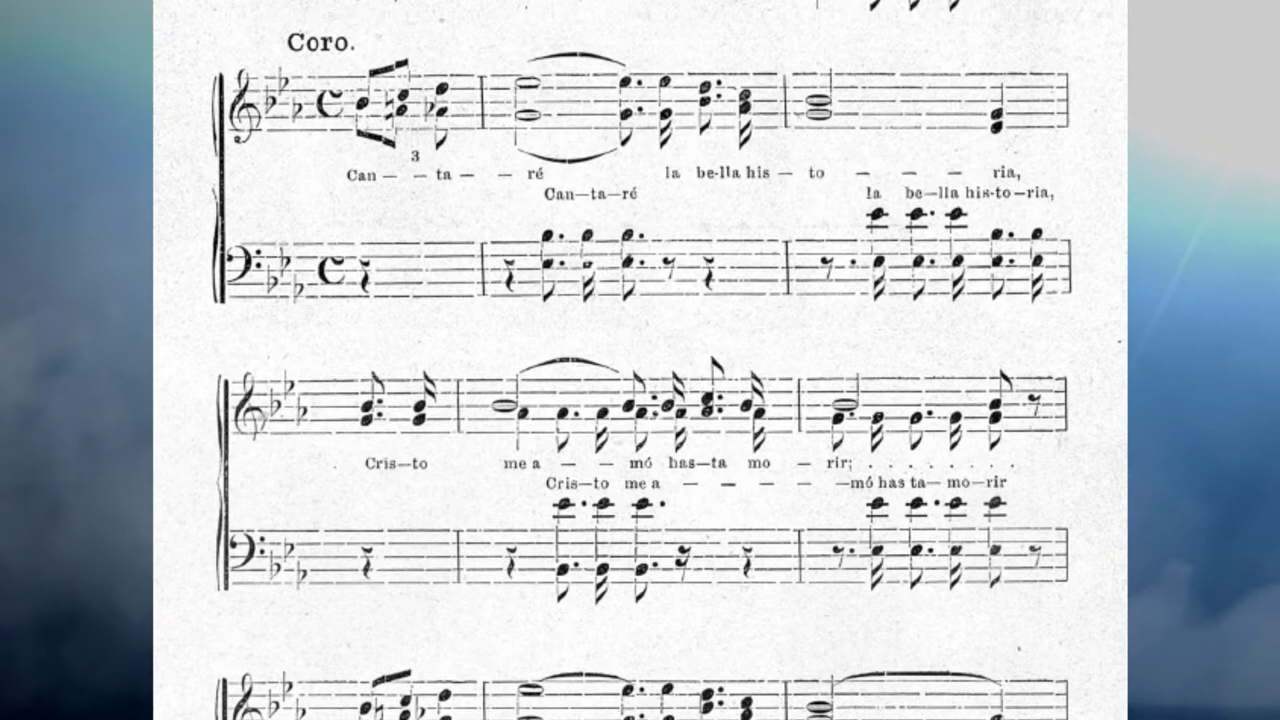 Coro.
3
Can — — ta — — ré la be-lla his — to — — — ria,
Can—ta—ré la be—lla his-to—ria,
Cris—to me a — — mó has—ta mo — rir; . . . . . . .
Cris—to me a — — — — —mó has ta— mo—rir